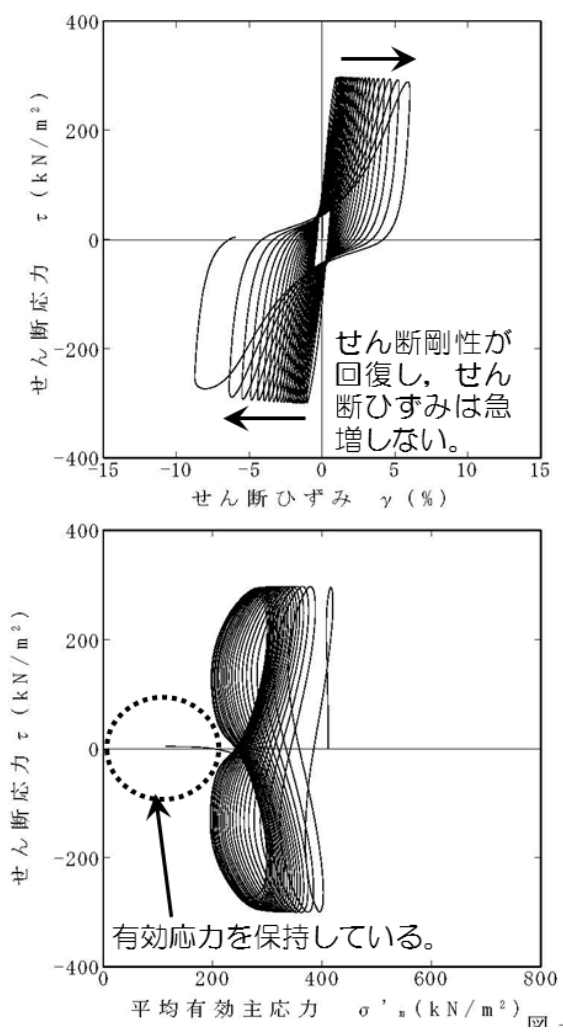 400
200
0
−200
−400
せん断応力 τ (kN/m²)
せん断剛性が
回復し,せん
断ひずみは急
増しない。
−15 −10 −5 0 5 10 15
せん断ひずみ γ (%)
400
200
0
−200
−400
せん断応力 τ (kN/m²)
有効応力を保持している。
0 200 400 600 800
平均有効主応力 σ'm (kN/m²)
図